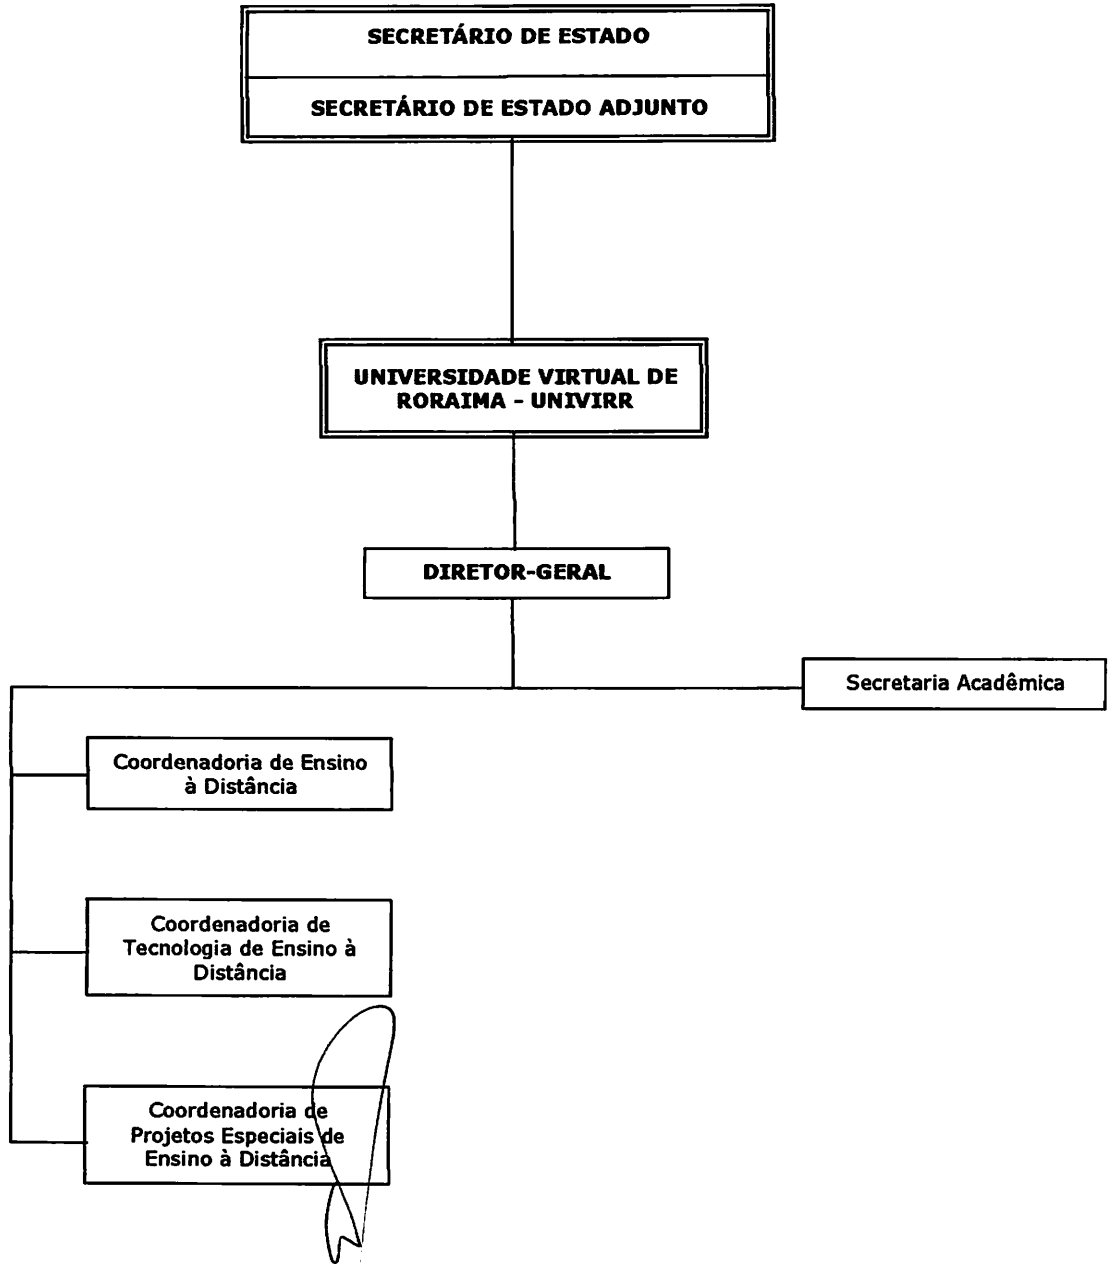 SECRETÁRIO DE ESTADO
SECRETÁRIO DE ESTADO ADJUNTO
UNIVERSIDADE VIRTUAL DE
RORAIMA - UNIVIRR
DIRETOR-GERAL
Secretaria Acadêmica
Coordenadoria de Ensino
à Distância
Coordenadoria de
Tecnologia de Ensino à
Distância
Coordenadoria de
Projetos Especiais de
Ensino à Distância